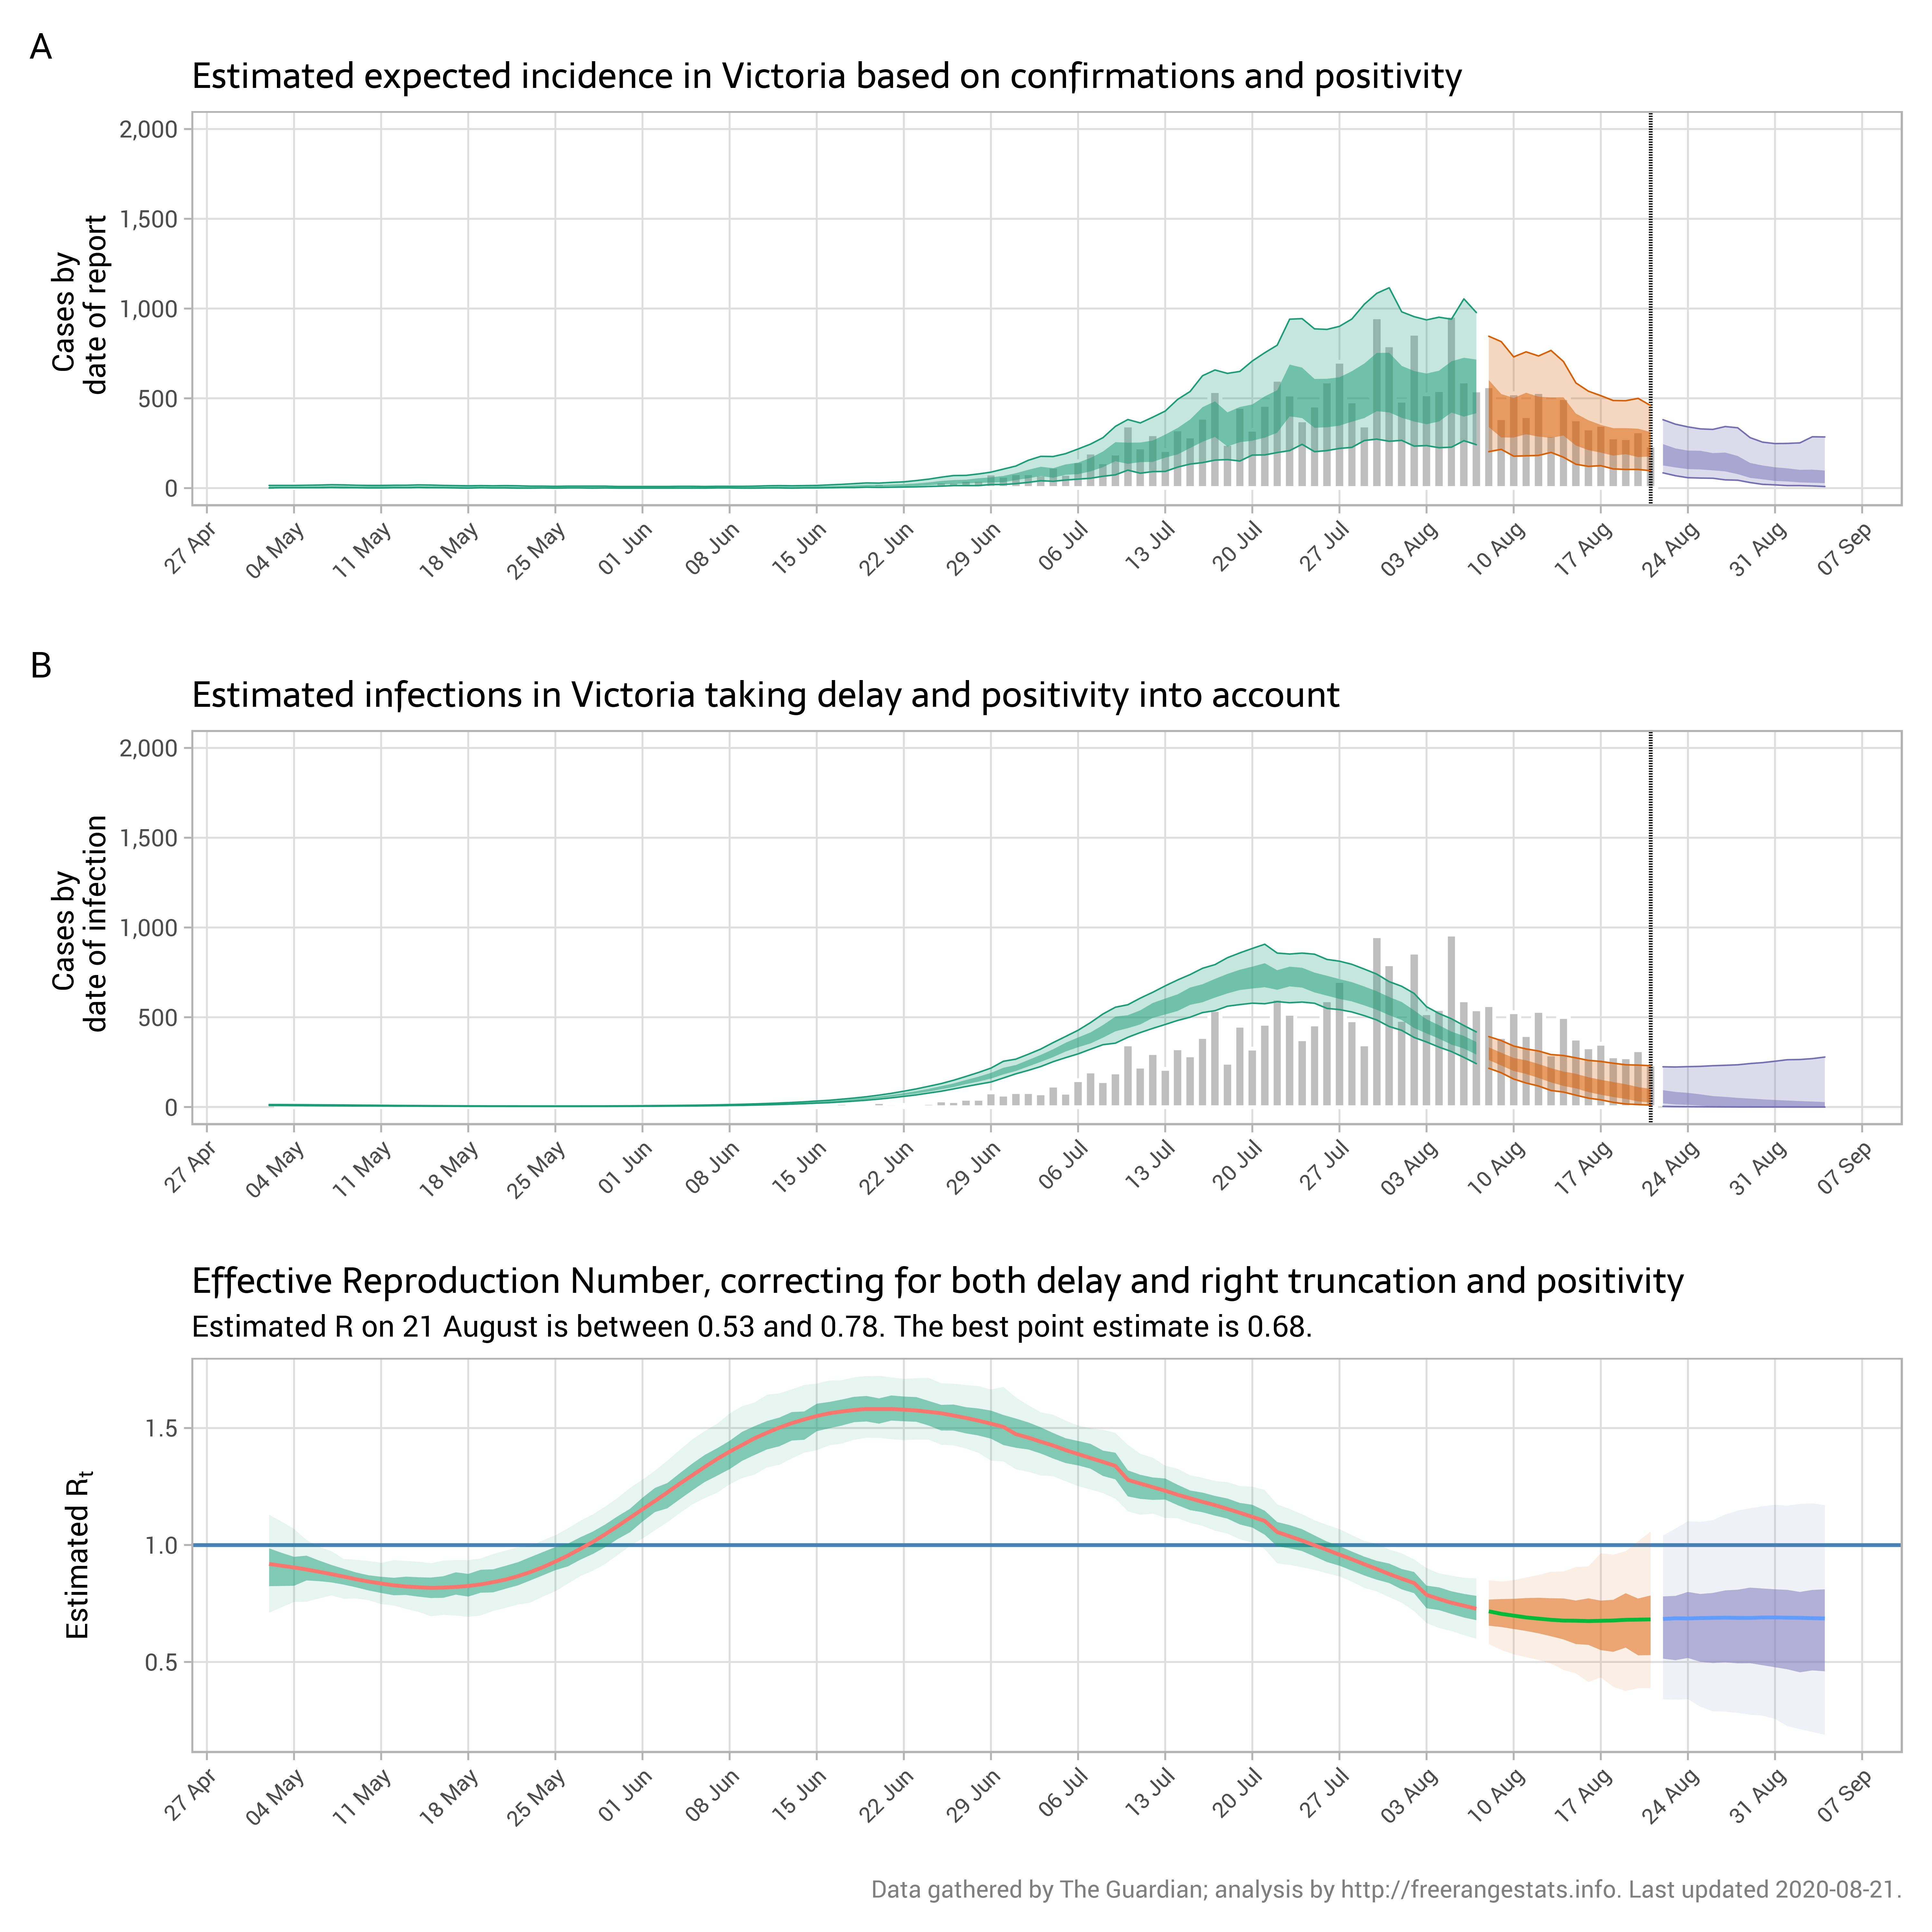 A
Estimated expected incidence in Victoria based on confirmations and positivity
Cases by
date of report
2,000
1,500
1,000
500
0
27 Apr
04 May
11 May
18 May
25 May
01 Jun
08 Jun
15 Jun
22 Jun
29 Jun
06 Jul
13 Jul
20 Jul
27 Jul
03 Aug
10 Aug
17 Aug
24 Aug
31 Aug
07 Sep
B
Estimated infections in Victoria taking delay and positivity into account
Cases by
date of infection
2,000
1,500
1,000
500
0
27 Apr
04 May
11 May
18 May
25 May
01 Jun
08 Jun
15 Jun
22 Jun
29 Jun
06 Jul
13 Jul
20 Jul
27 Jul
03 Aug
10 Aug
17 Aug
24 Aug
31 Aug
07 Sep
Effective Reproduction Number, correcting for both delay and right truncation and positivity
Estimated R on 21 August is between 0.53 and 0.78. The best point estimate is 0.68.
Estimated Rt
1.5
1.0
0.5
27 Apr
04 May
11 May
18 May
25 May
01 Jun
08 Jun
15 Jun
22 Jun
29 Jun
06 Jul
13 Jul
20 Jul
27 Jul
03 Aug
10 Aug
17 Aug
24 Aug
31 Aug
07 Sep
Data gathered by The Guardian; analysis by http://freerangestats.info. Last updated 2020-08-21.